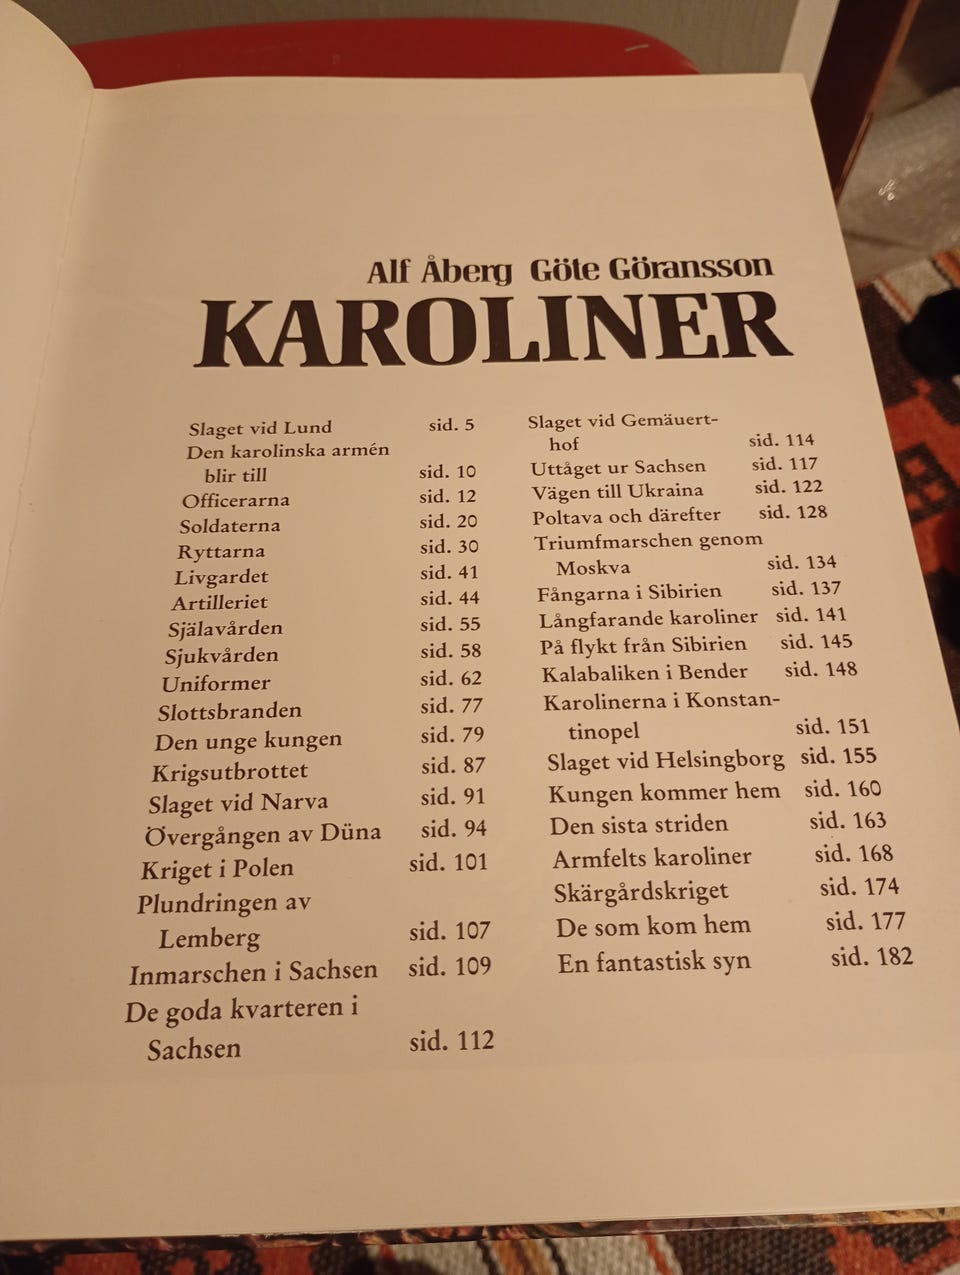 Alf Åberg Göte Göransson
KAROLINER
Slaget vid Lund sid. 5
Den karolinska armén
blir till sid. 10
Officerarna sid. 12
Soldaterna sid. 20
Ryttarna sid. 30
Livgardet sid. 41
Artilleriet sid. 44
Själavården sid. 55
Sjukvården sid. 58
Uniformer sid. 62
Slottsbranden sid. 77
Den unge kungen sid. 79
Krigsutbrottet sid. 87
Slaget vid Narva sid. 91
Övergången av Düna sid. 94
Kriget i Polen sid. 101
Plundringen av
Lemberg sid. 107
Inmarschen i Sachsen sid. 109
De goda kvarteren i
Sachsen sid. 112
Slaget vid Gemäuert-
hof sid. 114
Uttåget ur Sachsen sid. 117
Vägen till Ukraina sid. 122
Poltava och därefter sid. 128
Triumfmarschen genom
Moskva sid. 134
Fångarna i Sibirien sid. 137
Långfarande karoliner sid. 141
På flykt från Sibirien sid. 145
Kalabaliken i Bender sid. 148
Karolinerna i Konstan-
tinopel sid. 151
Slaget vid Helsingborg sid. 155
Kungen kommer hem sid. 160
Den sista striden sid. 163
Armfelts karoliner sid. 168
Skärgårdskriget sid. 174
De som kom hem sid. 177
En fantastisk syn sid. 182